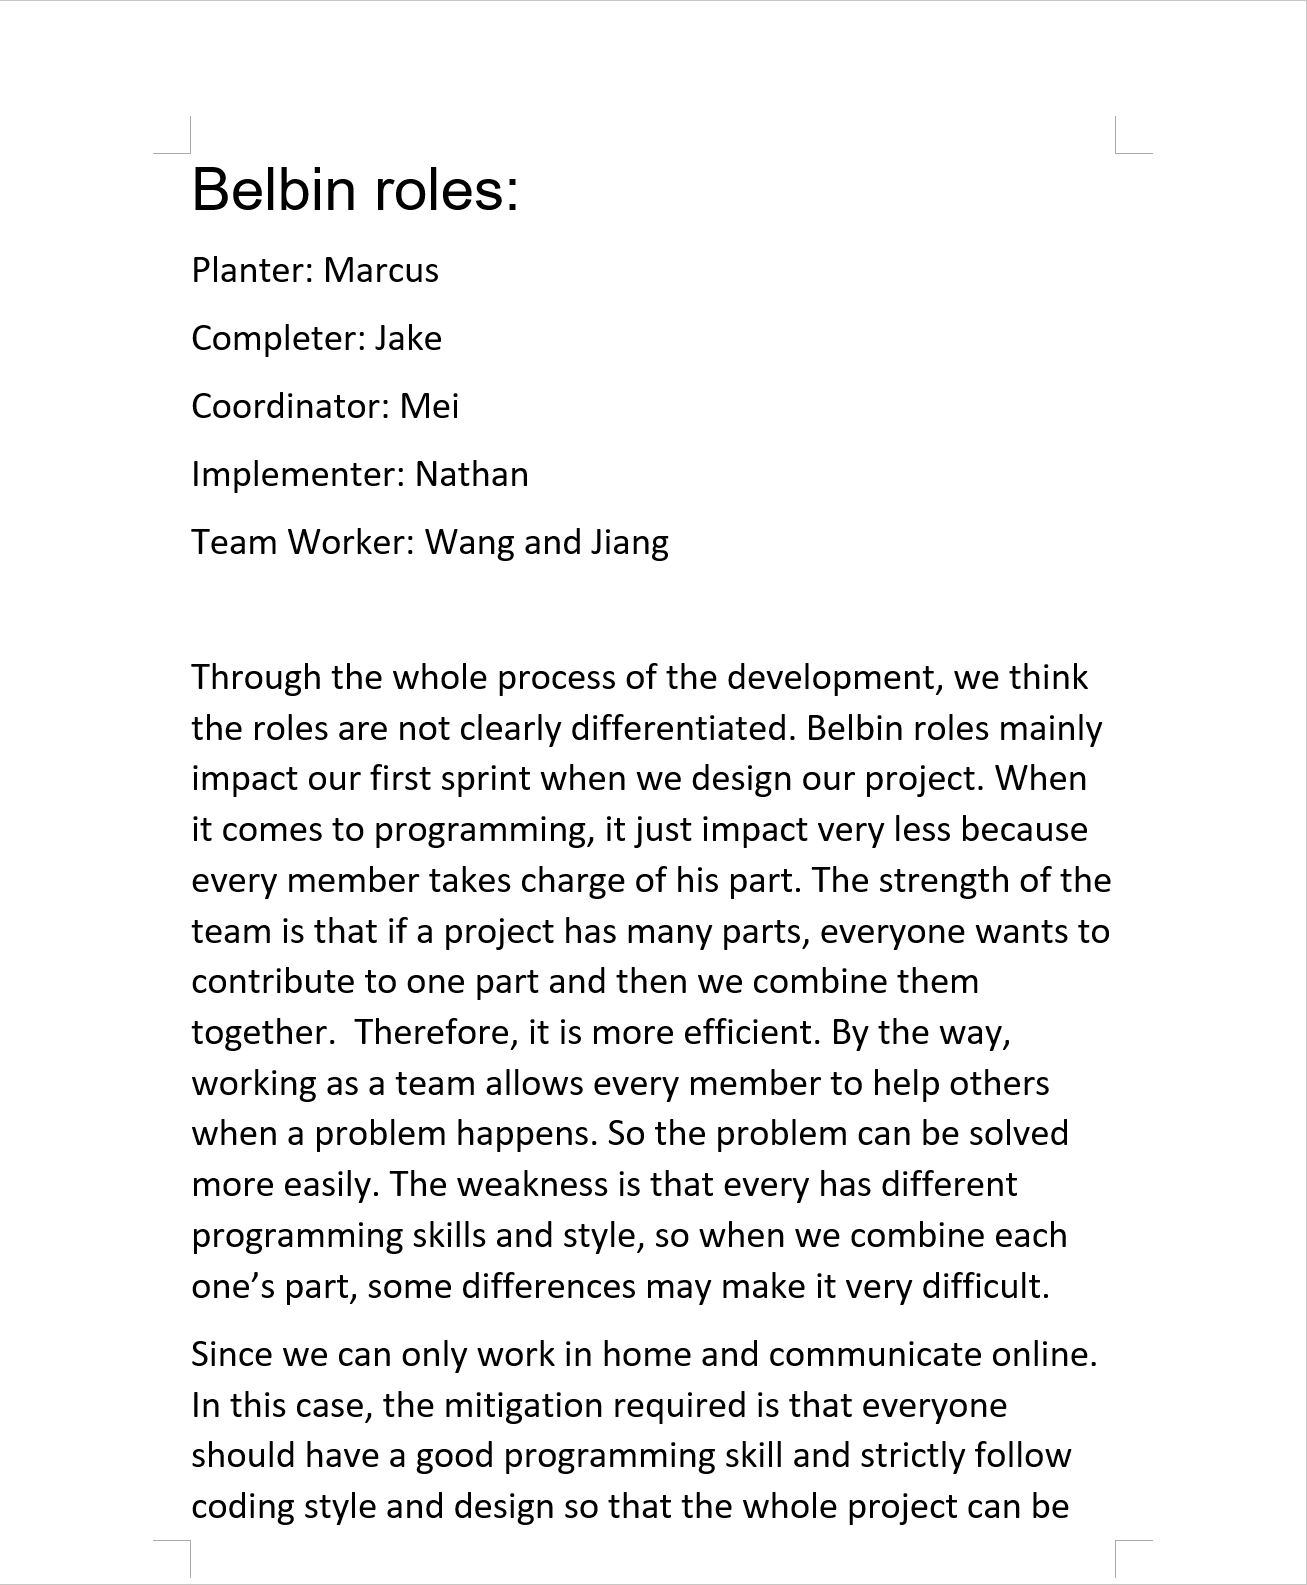 Belbin roles:
Planter: Marcus
Completer: Jake
Coordinator: Mei
Implementer: Nathan
Team Worker: Wang and Jiang
Through the whole process of the development, we think
the roles are not clearly differentiated. Belbin roles mainly
impact our first sprint when we design our project. When
it comes to programming, it just impact very less because
every member takes charge of his part. The strength of the
team is that if a project has many parts, everyone wants to
contribute to one part and then we combine them
together.  Therefore, it is more efficient. By the way,
working as a team allows every member to help others
when a problem happens. So the problem can be solved
more easily. The weakness is that every has different
programming skills and style, so when we combine each
one’s part, some differences may make it very difficult.
Since we can only work in home and communicate online.
In this case, the mitigation required is that everyone
should have a good programming skill and strictly follow
coding style and design so that the whole project can be